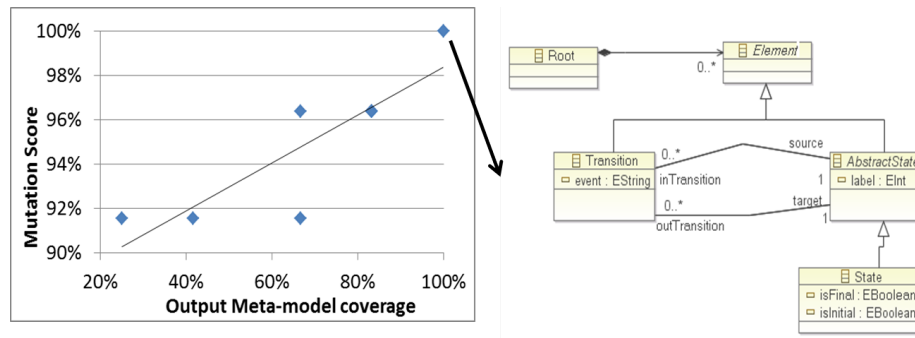 100%
98%
96%
94%
92%
90%
Mutation Score
20%
40%
60%
80%
100%
Output Meta-model coverage
Root
Element
0..*
Transition
event : EString
0..*
inTransition
source
1
AbstractState
label : EInt
0..*
outTransition
target
1
State
isFinal : EBoolean
isInitial : EBoolean